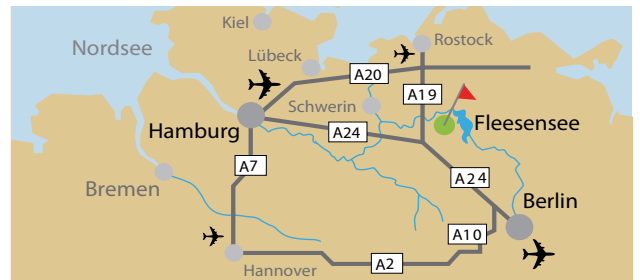 Kiel
Nordsee
Rostock
Lübeck
A20
Schwerin
A19
Hamburg
A24
Fleesensee
A7
Bremen
A24
Berlin
A10
Hannover
A2